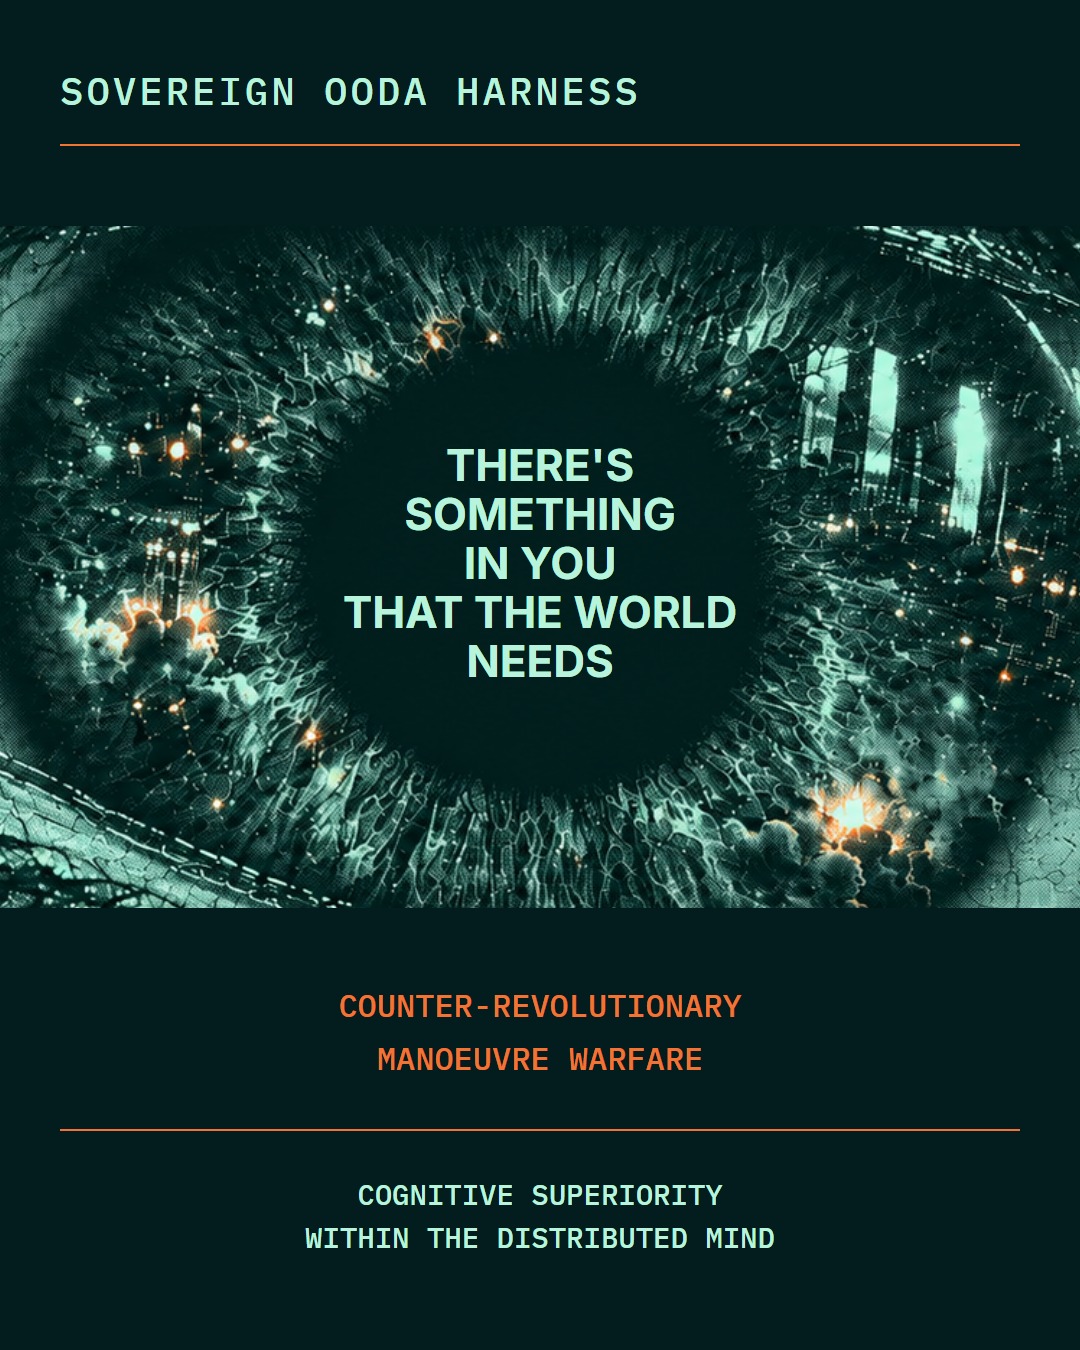 SOVEREIGN OODA HARNESS
THERE'S
SOMETHING
IN YOU
THAT THE WORLD
NEEDS
COUNTER-REVOLUTIONARY
MANOEUVRE WARFARE
COGNITIVE SUPERIORITY
WITHIN THE DISTRIBUTED MIND